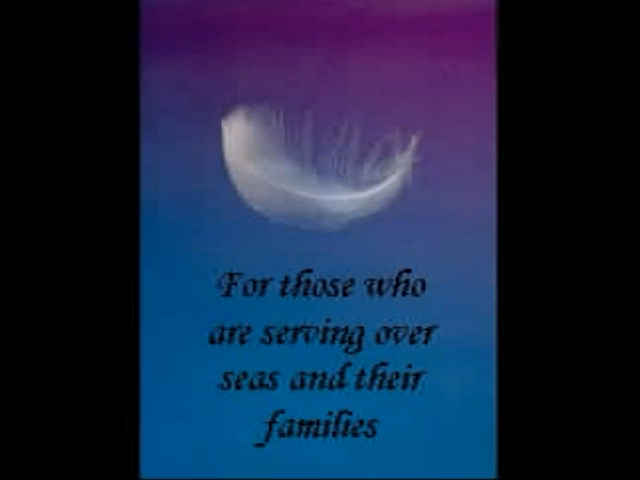 For those who
are serving over
seas and their
families